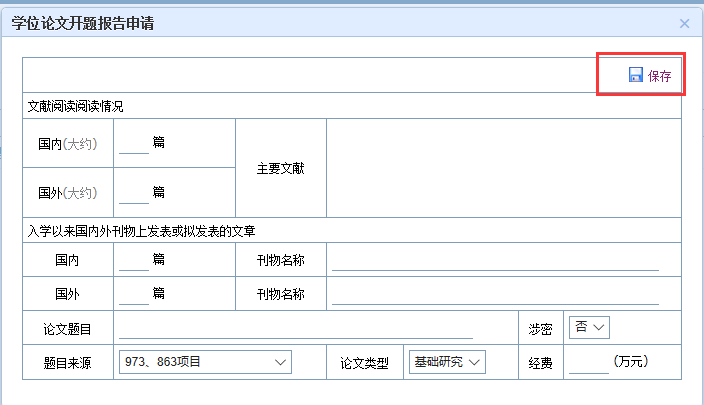 学位论文开题报告申请
保存
文献阅读阅读情况
国内(大约) 篇
主要文献
国外(大约) 篇
入学以来国内外刊物上发表或拟发表的文章
国内 篇 刊物名称
国外 篇 刊物名称
论文题目 涉密 否
题目来源 973、863项目 论文类型 基础研究 经费 (万元)